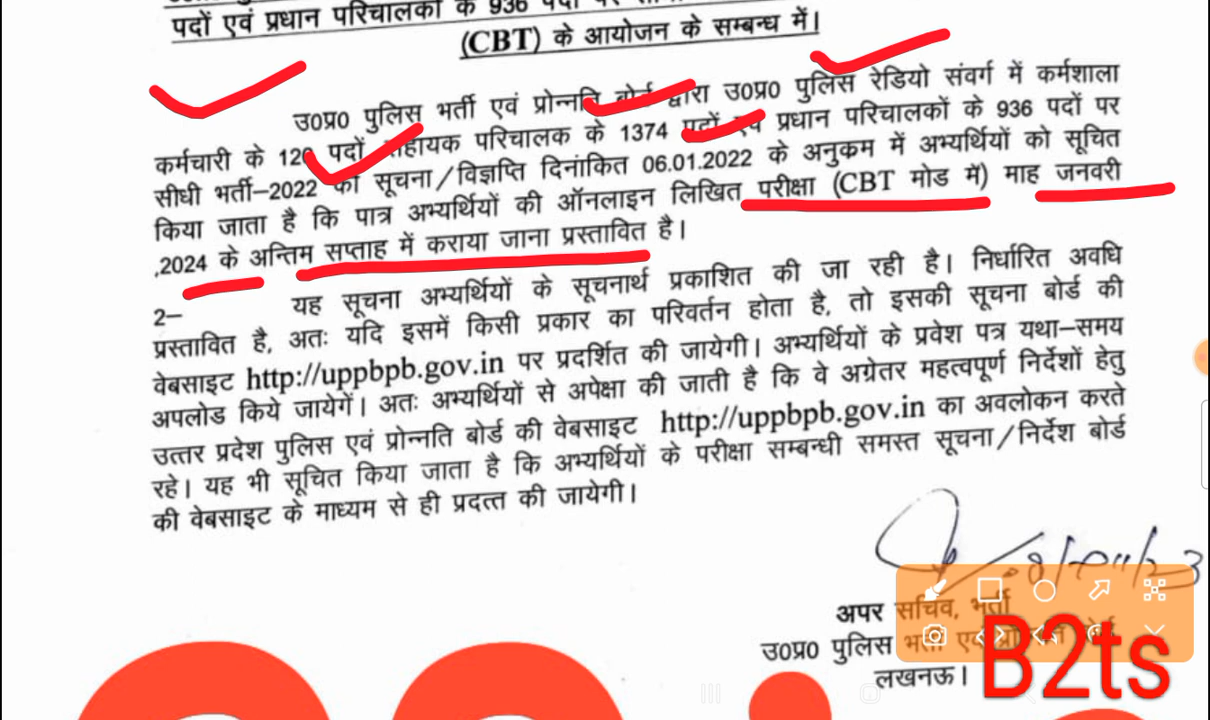 पदों एवं प्रधान परिचालकों के 936 पदों पर
(CBT) के आयोजन के सम्बन्ध में।
उ0प्र0 पुलिस भर्ती एवं प्रोन्नति बोर्ड द्वारा उ0प्र0 पुलिस रेडियो संवर्ग में कर्मशाला
कर्मचारी के पदों सहायक परिचालक के 1374 पदों एवं प्रधान परिचालकों के 936 पदों पर
सीधी भर्ती–2022 की सूचना/विज्ञप्ति दिनांकित 06.01.2022 के अनुक्रम में अभ्यर्थियों को सूचित
किया जाता है कि पात्र अभ्यर्थियों की ऑनलाइन लिखित परीक्षा (CBT मोड में) माह जनवरी
,2024 के अन्तिम सप्ताह में कराया जाना प्रस्तावित है।
2– यह सूचना अभ्यर्थियों के सूचनार्थ प्रकाशित की जा रही है। निर्धारित अवधि
प्रस्तावित है, अतः यदि इसमें किसी प्रकार का परिवर्तन होता है, तो इसकी सूचना बोर्ड की
वेबसाइट http://uppbpb.gov.in पर प्रदर्शित की जायेगी। अभ्यर्थियों के प्रवेश पत्र यथा–समय
अपलोड किये जायेगें। अतः अभ्यर्थियों से अपेक्षा की जाती है कि वे अग्रेतर महत्वपूर्ण निर्देशों हेतु
उत्तर प्रदेश पुलिस एवं प्रोन्नति बोर्ड की वेबसाइट http://uppbpb.gov.in का अवलोकन करते
रहे। यह भी सूचित किया जाता है कि अभ्यर्थियों के परीक्षा सम्बन्धी समस्त सूचना/निर्देश बोर्ड
की वेबसाइट के माध्यम से ही प्रदत्त की जायेगी।
अपर सचिव, भर्ती
उ0प्र0 पुलिस भर्ती एवं प्रोन्नति बोर्ड
लखनऊ।
B2ts